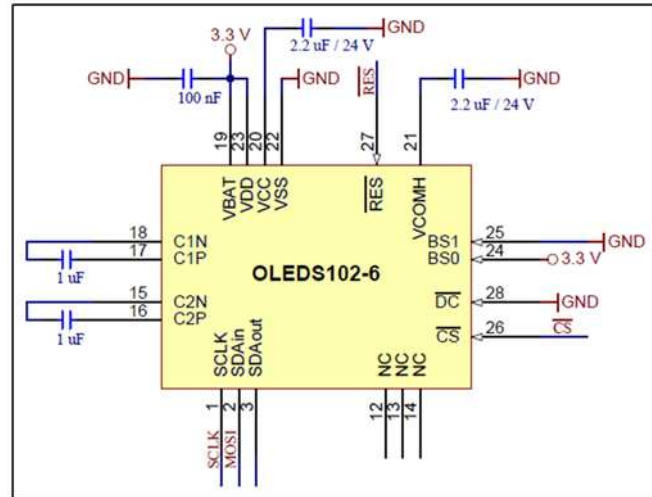 3.3 V
GND
100 nF
2.2 uF / 24 V
GND
GND
RES
GND
2.2 uF / 24 V
19
23
20
22
27
21
VBAT
VDD
VCC
VSS
RES
VCOMH
18
C1N
17
C1P
1 uF
15
C2N
16
C2P
1 uF
OLEDS102-6
BS1
25
GND
BS0
24
3.3 V
DC
28
GND
CS
26
CS
SCLK
SDAin
SDAout
NC
NC
NC
1
2
3
12
13
14
SCLK
MOSI